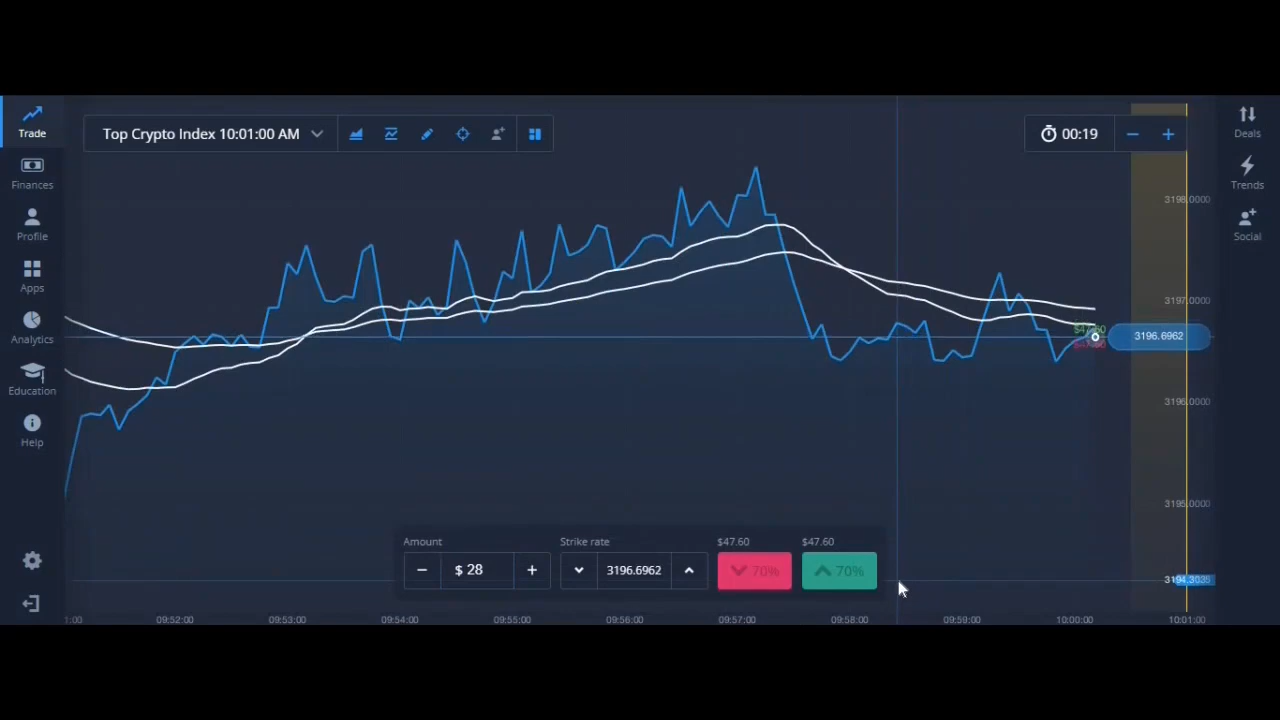 Trade
Finances
Profile
Apps
Analytics
Education
Help
Top Crypto Index 10:01:00 AM
00:19
Deals
Trends
Social
3198.0000
3197.0000
3196.6962
3196.0000
3195.0000
$47.60
Amount
Strike rate
$47.60
$47.60
$ 28
3196.6962
70%
70%
:00
09:52:00
09:53:00
09:54:00
09:55:00
09:56:00
09:57:00
09:58:00
09:59:00
10:00:00
10:01:00